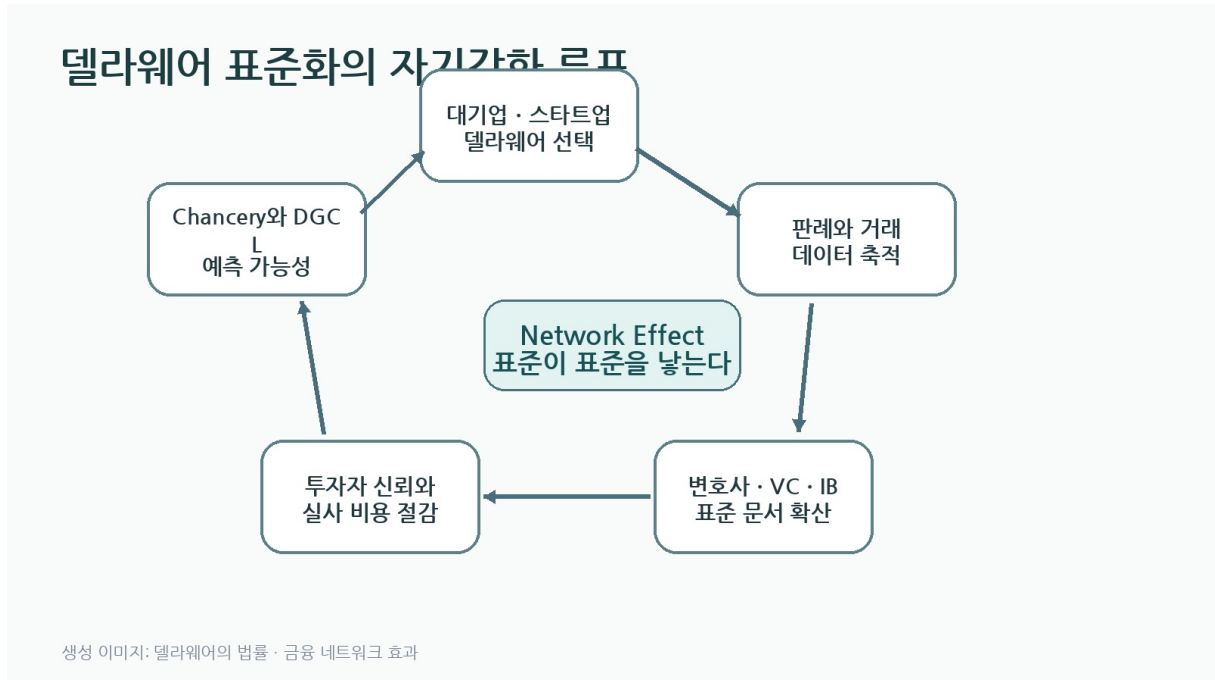 델라웨어 표준화의 자기강화 루프
대기업 · 스타트업
델라웨어 선택
Chancery와 DGC
L
예측 가능성
판례와 거래
데이터 축적
Network Effect
표준이 표준을 낳는다
투자자 신뢰와
실사 비용 절감
변호사 · VC · IB
표준 문서 확산
생성 이미지: 델라웨어의 법률 · 금융 네트워크 효과